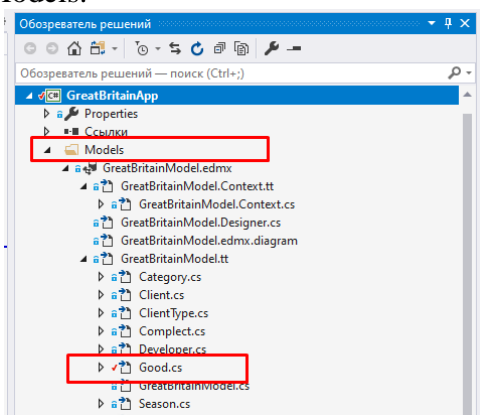 Models.
Обозреватель решений
Обозреватель решений — поиск (Ctrl+;)
GreatBritainApp
Properties
Ссылки
Models
GreatBritainModel.edmx
GreatBritainModel.Context.tt
GreatBritainModel.Context.cs
GreatBritainModel.Designer.cs
GreatBritainModel.edmx.diagram
GreatBritainModel.tt
Category.cs
Client.cs
ClientType.cs
Complect.cs
Developer.cs
Good.cs
GreatBritainModel.cs
Season.cs